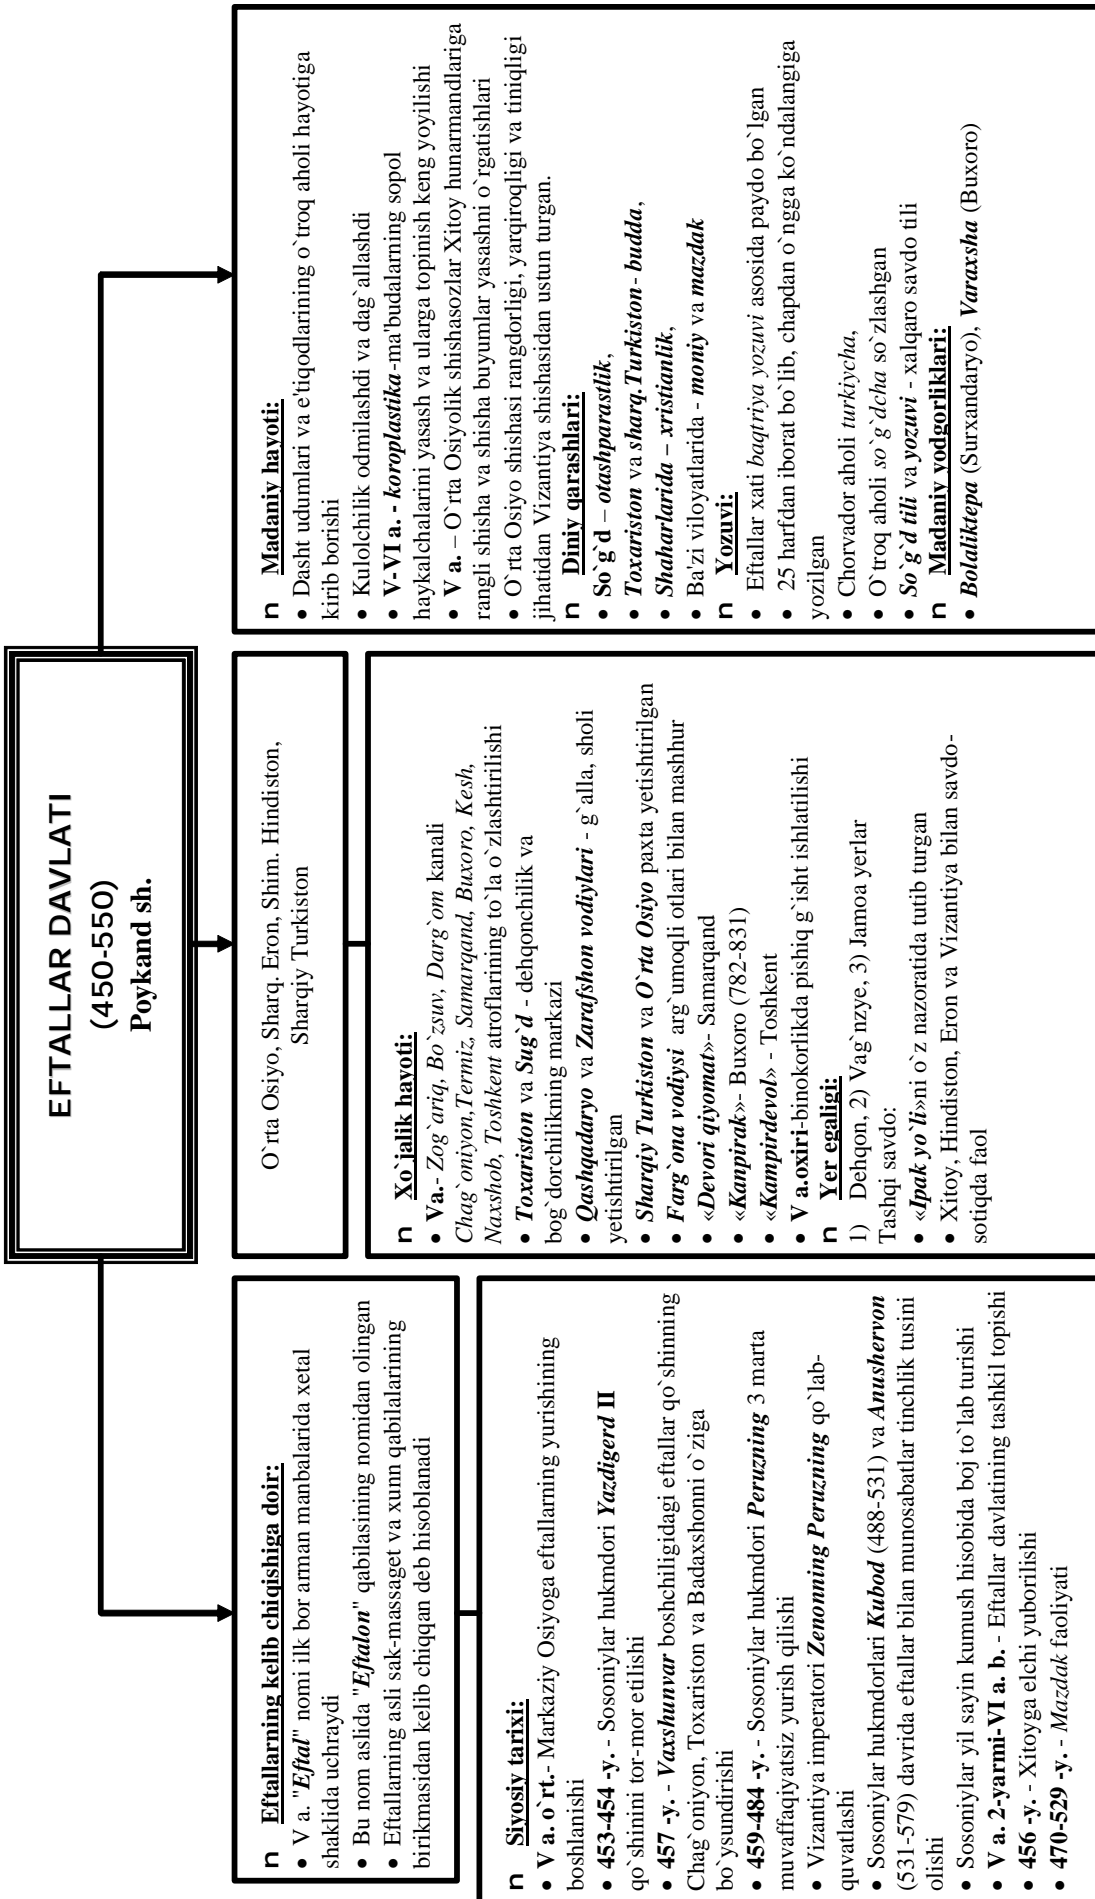 EFTALLAR DAVLATI
(450-550)
Poykand sh.
n Eftallarning kelib chiqishiga doir:
• V a. "Eftal" nomi ilk bor arman manbalarida xetal
shaklida uchraydi
• Bu nom aslida "Eftalon" qabilasining nomidan olingan
• Eftallarning asli sak-massaget va xunn qabilalarining
birikmasidan kelib chiqqan deb hisoblanadi
n Siyosiy tarixi:
• V a. o`rt.- Markaziy Osiyoga eftallarning yurishining
boshlanishi
• 453-454 -y. - Sosoniylar hukmdori Yazdigerd II
qo`shinini tor-mor etilishi
• 457 -y. - Vaxshunvar boshchiligidagi eftallar qo`shinning
Chag`oniyon, Toxariston va Badaxshonni o`ziga
bo`ysundirishi
• 459-484 -y. - Sosoniylar hukmdori Peruzning 3 marta
muvaffaqiyatsiz yurish qilishi
• Vizantiya imperatori Zenonning Peruzning qo`lab-
quvatlashi
• Sosoniylar hukmdorlari Kubod (488-531) va Anushervon
(531-579) davrida eftallar bilan munosabatlar tinchlik tusini
olishi
• Sosoniylar yil sayin kumush hisobida boj to`lab turishi
• V a. 2-yarmi-VI a. b. - Eftallar davlatining tashkil topishi
• 456 -y. - Xitoyga elchi yuborilishi
• 470-529 -y. - Mazdak faoliyati
O`rta Osiyo, Sharq. Eron, Shim. Hindiston,
Sharqiy Turkiston
n Xo`jalik hayoti:
• Va.- Zog`ariq, Bo`zsuv, Darg`om kanali
Chag`oniyon,Termiz, Samarqand, Buxoro, Kesh,
Naxshob, Toshkent atroflarining to`la o`zlashtirilishi
• Toxariston va Sug`d - dehqonchilik va
bog`dorchilikning markazi
• Qashqadaryo va Zarafshon vodiylari - g`alla, sholi
yetishtirilgan
• Sharqiy Turkiston va O`rta Osiyo paxta yetishtirilgan
• Farg`ona vodiysi arg`umoqli otlari bilan mashhur
• «Devori qiyomat»- Samarqand
• «Kanpirak»- Buxoro (782-831)
• «Kampirdevol» - Toshkent
• V a.oxiri-binokorlikda pishiq g`isht ishlatilishi
n Yer egaligi:
1) Dehqon, 2) Vag`nzye, 3) Jamoa yerlar
Tashqi savdo:
• «Ipak yo`li»ni o`z nazoratida tutib turgan
• Xitoy, Hindiston, Eron va Vizantiya bilan savdo-
sotiqda faol
n Madaniy hayoti:
• Dasht udumlari va e'tiqodlarining o`troq aholi hayotiga
kirib borishi
• Kulolchilik odmilashdi va dag`allashdi
• V-VI a. - koroplastika-ma'budalarning sopol
haykalchalarini yasash va ularga topinish keng yoyilishi
• V a. – O`rta Osiyolik shishasozlar Xitoy hunarmandlariga
rangli shisha va shisha buyumlar yasashni o`rgatishlari
• O`rta Osiyo shishasi rangdorligi, yarqiroqligi va tiniqligi
jihatidan Vizantiya shishasidan ustun turgan.
n Diniy qarashlari:
• So`g`d – otashparastlik,
• Toxariston va sharq.Turkiston- budda,
• Shaharlarida – xristianlik,
• Ba'zi viloyatlarida - moniy va mazdak
n Yozuvi:
• Eftallar xati baqtriya yozuvi asosida paydo bo`lgan
• 25 harfdan iborat bo`lib, chapdan o`ngga ko`ndalangiga
yozilgan
• Chorvador aholi turkiycha,
• O`troq aholi so`g`dcha so`zlashgan
• So`g`d tili va yozuvi - xalqaro savdo tili
n Madaniy yodgorliklari:
• Bolaliktepa (Surxandaryo), Varaxsha (Buxoro)